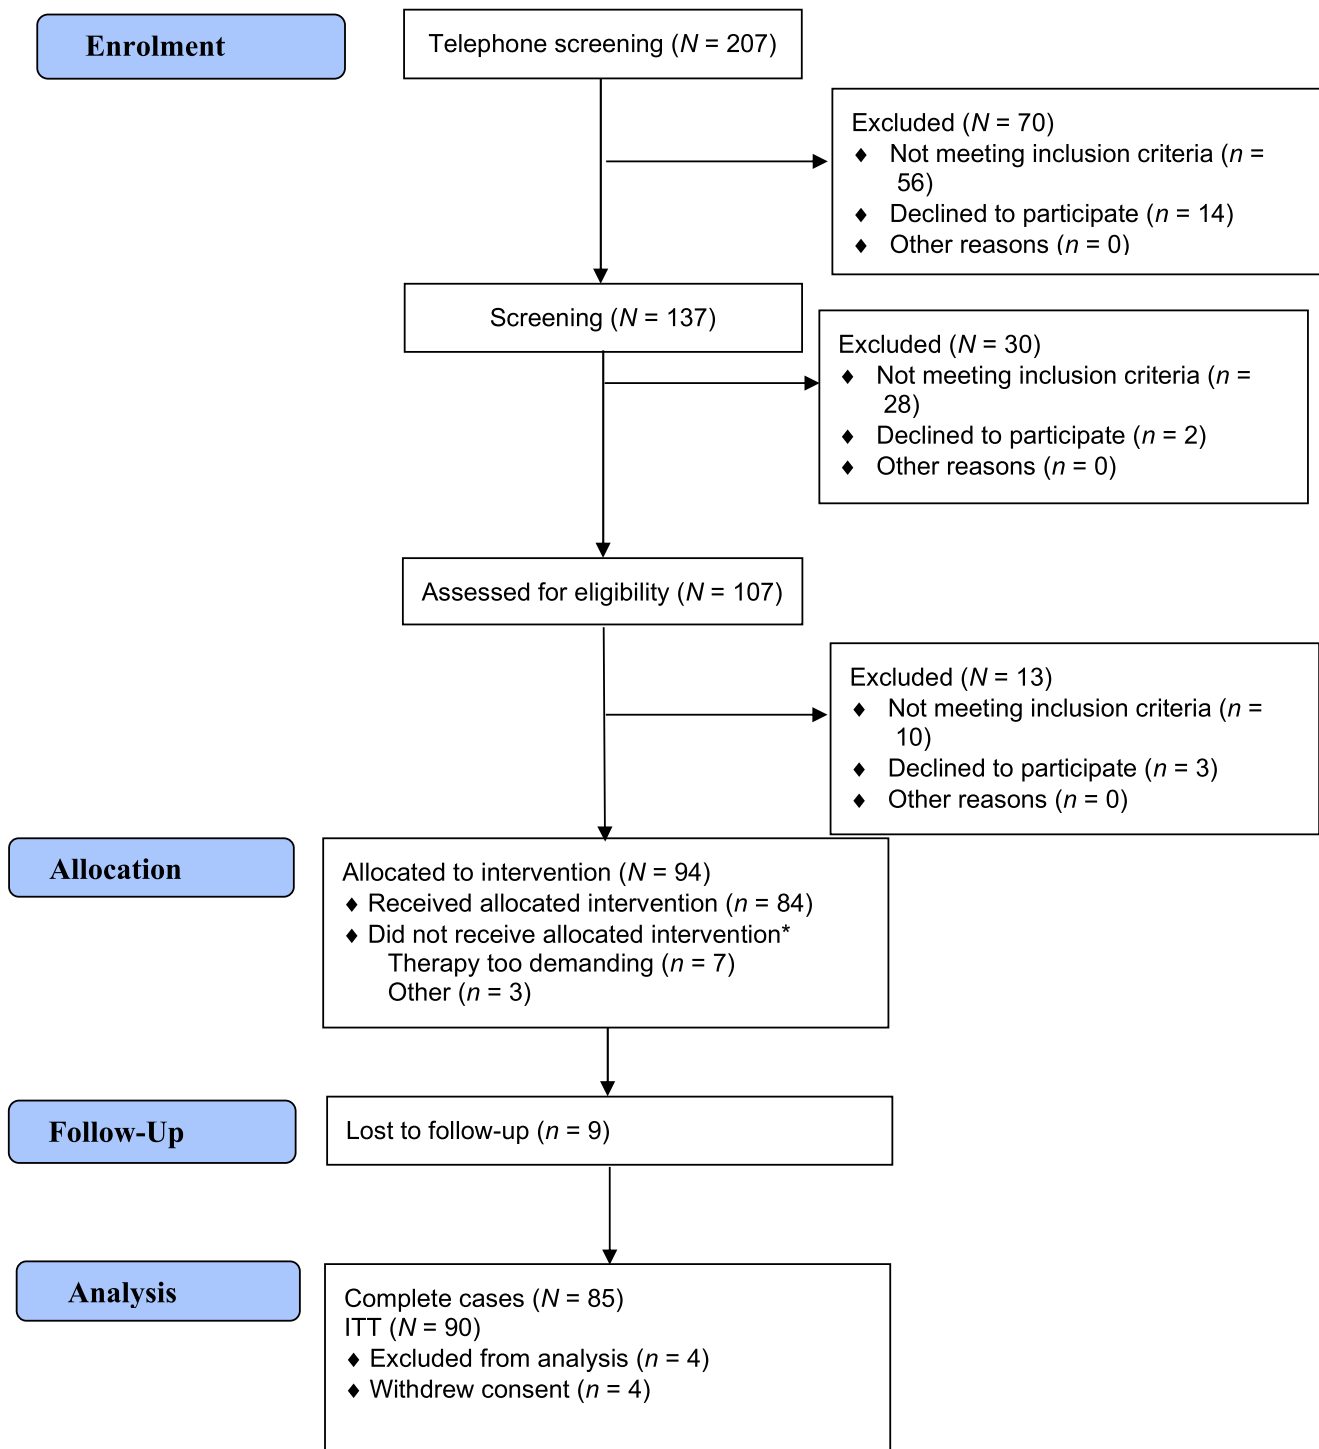 Enrolment
Telephone screening (N = 207)
Excluded (N = 70)
♦ Not meeting inclusion criteria (n =
56)
♦ Declined to participate (n = 14)
♦ Other reasons (n = 0)
Screening (N = 137)
Excluded (N = 30)
♦ Not meeting inclusion criteria (n =
28)
♦ Declined to participate (n = 2)
♦ Other reasons (n = 0)
Assessed for eligibility (N = 107)
Excluded (N = 13)
♦ Not meeting inclusion criteria (n =
10)
♦ Declined to participate (n = 3)
♦ Other reasons (n = 0)
Allocation
Allocated to intervention (N = 94)
♦ Received allocated intervention (n = 84)
♦ Did not receive allocated intervention*
Therapy too demanding (n = 7)
Other (n = 3)
Follow-Up
Lost to follow-up (n = 9)
Analysis
Complete cases (N = 85)
ITT (N = 90)
♦ Excluded from analysis (n = 4)
♦ Withdrew consent (n = 4)